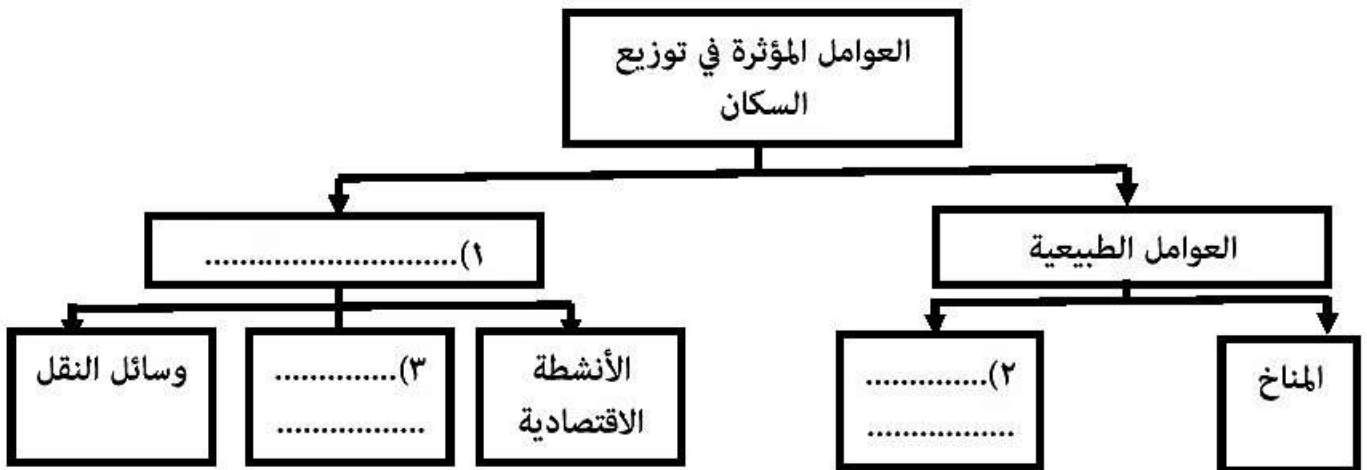 العوامل المؤثرة في توزيع
السكان
العوامل الطبيعية
١)............................
المناخ
٢)..............
.................
الأنشطة
الاقتصادية
٣)..............
.................
وسائل النقل